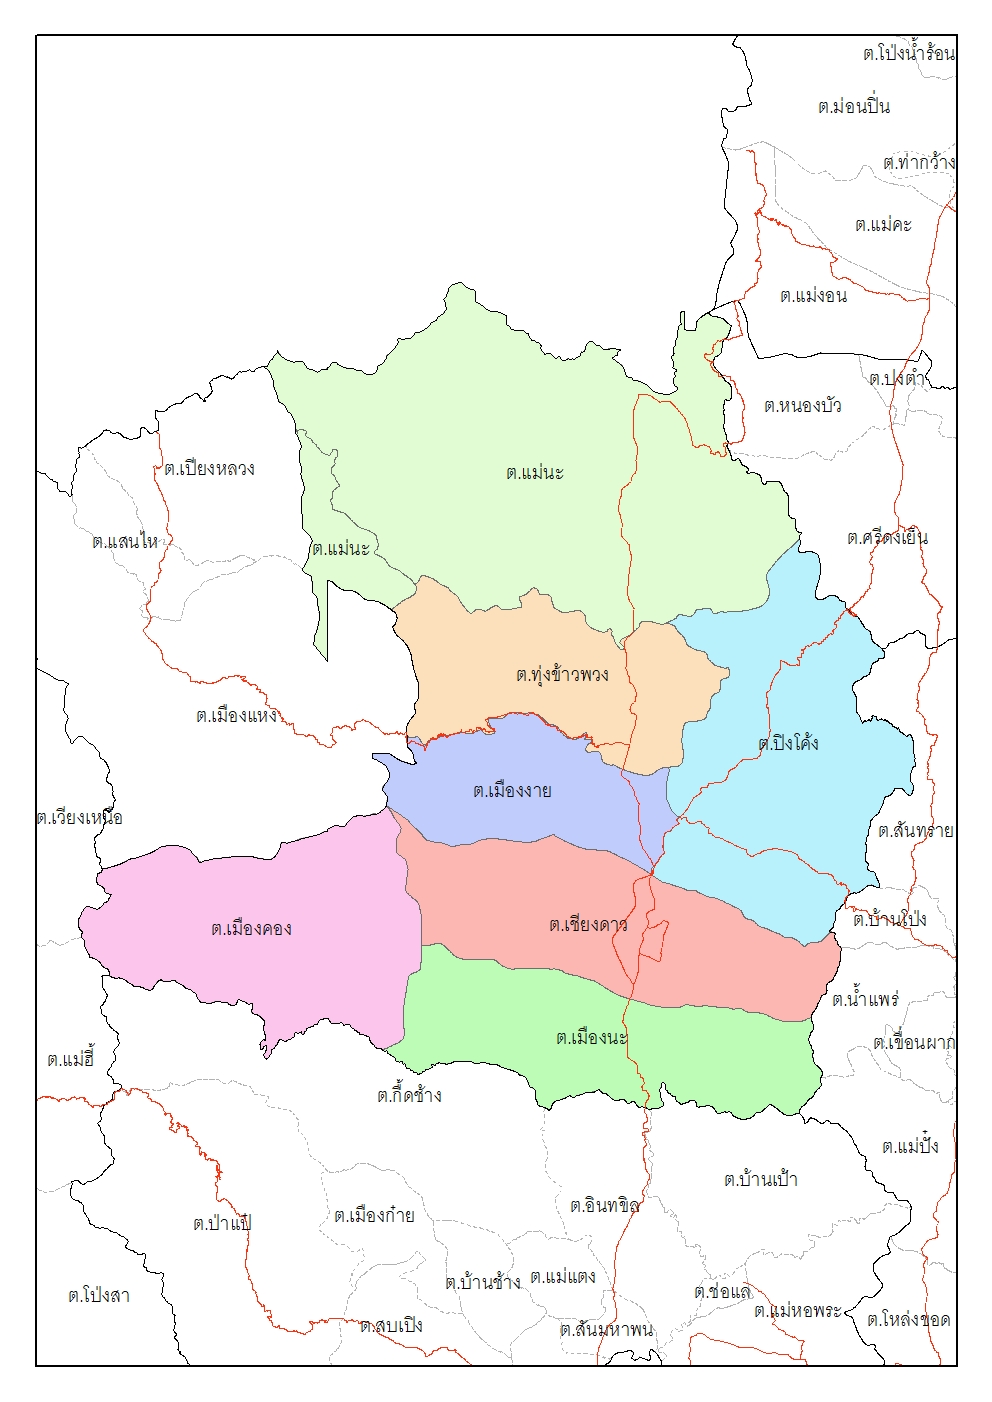 ต.โป่งน้ำร้อน
ต.ม่อนปิ่น
ต.ท่ากว้าง
ต.แม่คะ
ต.แม่งอน
ต.ปงตำ
ต.หนองบัว
ต.เปียงหลวง
ต.แม่นะ
ต.แสนไห
ต.แม่นะ
ต.ศรีดงเย็น
ต.ทุ่งข้าวพวง
ต.เมืองแหง
ต.ปิงโค้ง
ต.เมืองงาย
ต.เวียงเหนือ
ต.สันทราย
ต.เมืองคอง
ต.เชียงดาว
ต.บ้านโป่ง
ต.น้ำแพร่
ต.เมืองนะ
ต.เขื่อนผาก
ต.แม่ฮี้
ต.กื้ดช้าง
ต.แม่ปั๋ง
ต.บ้านเป้า
ต.อินทขิล
ต.เมืองก๋าย
ต.ป่าแป๋
ต.บ้านช้าง
ต.แม่แตง
ต.โป่งสา
ต.ช่อแล
ต.แม่หอพระ
ต.โหล่งขอด
ต.สบเปิง
ต.สันมหาพน